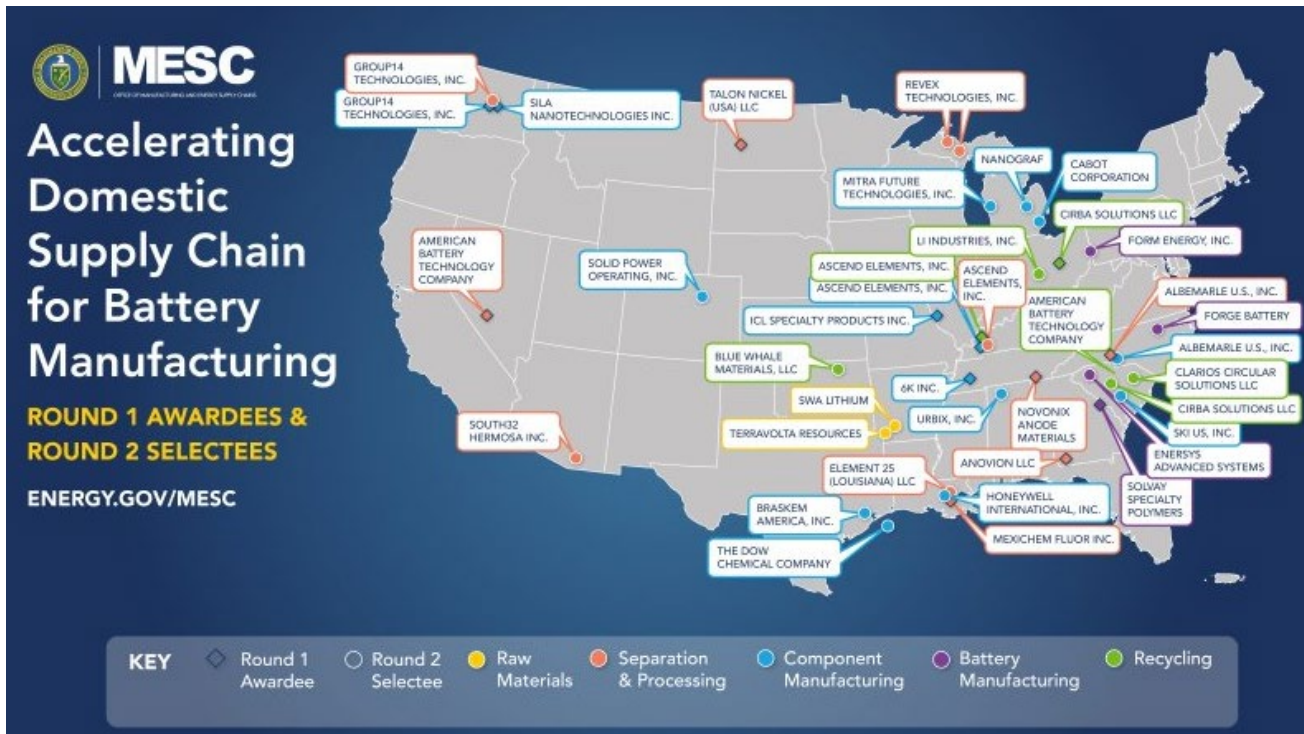 MESC
OFFICE OF MANUFACTURING AND ENERGY SUPPLY CHAINS
Accelerating
Domestic
Supply Chain
for Battery
Manufacturing
ROUND 1 AWARDEES &
ROUND 2 SELECTEES
ENERGY.GOV/MESC
GROUP14
TECHNOLOGIES, INC.
GROUP14
TECHNOLOGIES, INC.
SILA
NANOTECHNOLOGIES INC.
TALON NICKEL
(USA) LLC
REVEX
TECHNOLOGIES, INC.
NANOGRAF
CABOT
CORPORATION
MITRA FUTURE
TECHNOLOGIES, INC.
CIRBA SOLUTIONS LLC
LI INDUSTRIES, INC.
FORM ENERGY, INC.
AMERICAN
BATTERY
TECHNOLOGY
COMPANY
SOLID POWER
OPERATING, INC.
ASCEND ELEMENTS, INC.
ASCEND ELEMENTS, INC.
ASCEND
ELEMENTS,
INC.
AMERICAN
BATTERY
TECHNOLOGY
COMPANY
ALBEMARLE U.S., INC.
FORGE BATTERY
ICL SPECIALTY PRODUCTS INC.
ALBEMARLE U.S., INC.
BLUE WHALE
MATERIALS, LLC
CLARIOS CIRCULAR
SOLUTIONS LLC
6K INC.
SWA LITHIUM
CIRBA SOLUTIONS LLC
URBIX, INC.
NOVONIX
ANODE
MATERIALS
SKI US, INC.
SOUTH32
HERMOSA INC.
TERRAVOLTA RESOURCES
ENERSYS
ADVANCED SYSTEMS
ANOVION LLC
ELEMENT 25
(LOUISIANA) LLC
SOLVAY
SPECIALTY
POLYMERS
HONEYWELL
INTERNATIONAL, INC.
BRASKEM
AMERICA, INC.
MEXICHEM FLUOR INC.
THE DOW
CHEMICAL COMPANY
KEY
Round 1
Awardee
Round 2
Selectee
Raw
Materials
Separation
& Processing
Component
Manufacturing
Battery
Manufacturing
Recycling